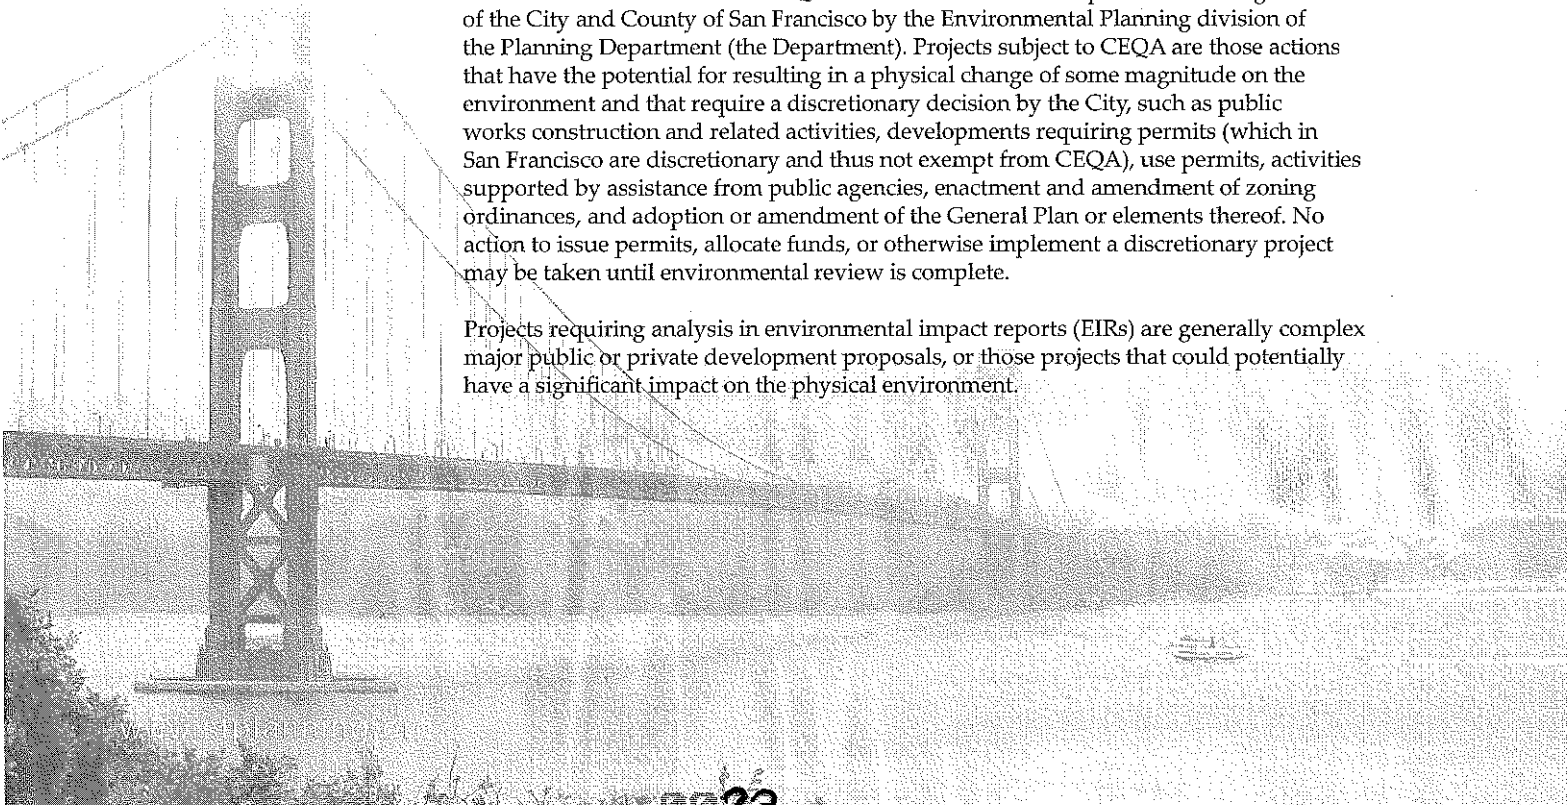 of the City and County of San Francisco by the Environmental Planning division of
the Planning Department (the Department). Projects subject to CEQA are those actions
that have the potential for resulting in a physical change of some magnitude on the
environment and that require a discretionary decision by the City, such as public
works construction and related activities, developments requiring permits (which in
San Francisco are discretionary and thus not exempt from CEQA), use permits, activities
supported by assistance from public agencies, enactment and amendment of zoning
ordinances, and adoption or amendment of the General Plan or elements thereof. No
action to issue permits, allocate funds, or otherwise implement a discretionary project
may be taken until environmental review is complete.
Projects requiring analysis in environmental impact reports (EIRs) are generally complex
major public or private development proposals, or those projects that could potentially
have a significant impact on the physical environment.